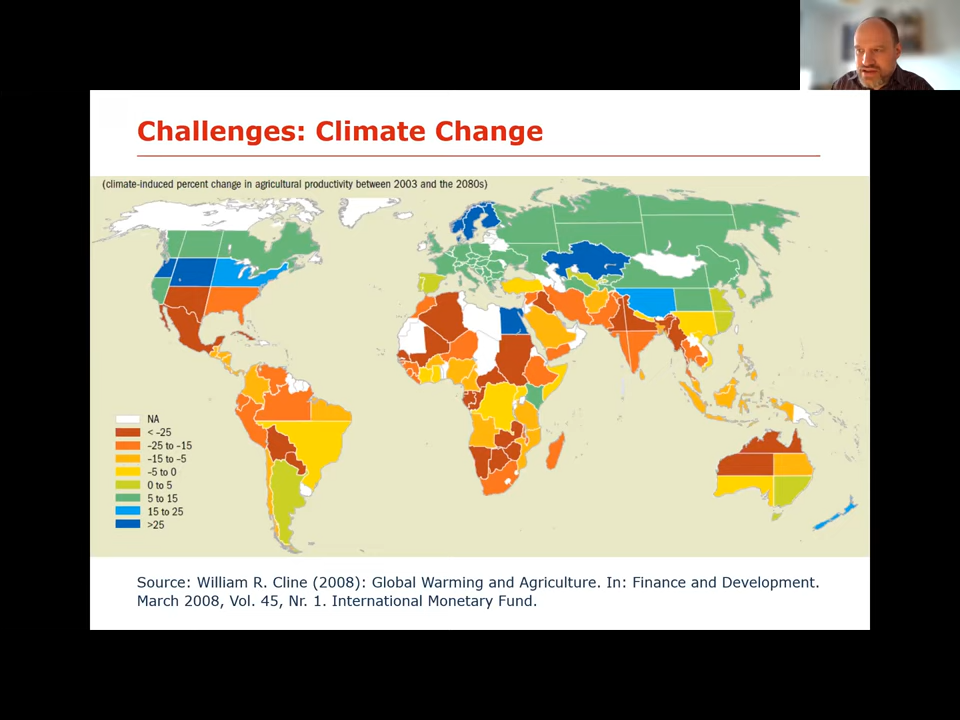 Challenges: Climate Change
(climate-induced percent change in agricultural productivity between 2003 and the 2080s)
NA
< -25
-25 to -15
-15 to -5
-5 to 0
0 to 5
5 to 15
15 to 25
>25
Source: William R. Cline (2008): Global Warming and Agriculture. In: Finance and Development.
March 2008, Vol. 45, Nr. 1. International Monetary Fund.